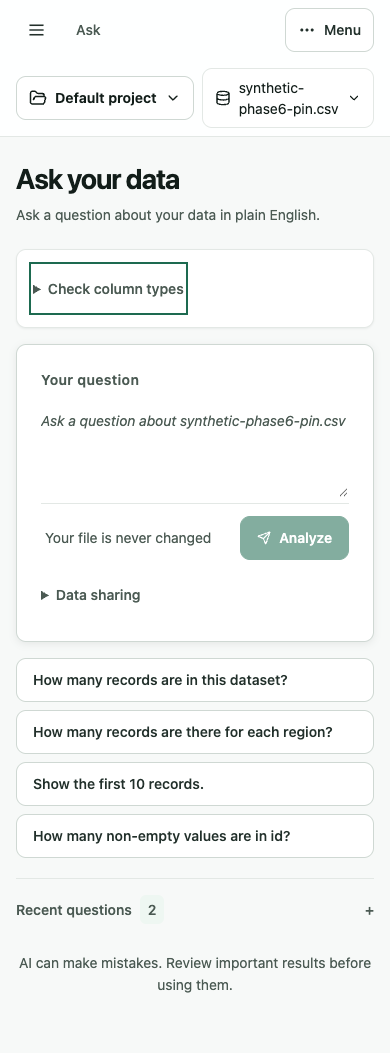 Ask
Menu
Default project
synthetic-
phase6-pin.csv
Ask your data
Ask a question about your data in plain English.
Check column types
Your question
Ask a question about synthetic-phase6-pin.csv
Your file is never changed
Analyze
Data sharing
How many records are in this dataset?
How many records are there for each region?
Show the first 10 records.
How many non-empty values are in id?
Recent questions 2 +
AI can make mistakes. Review important results before
using them.